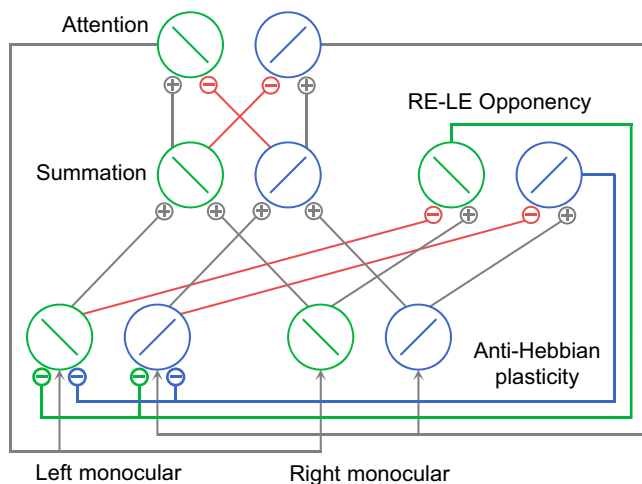 Attention
RE-LE Opponency
Summation
Anti-Hebbian
plasticity
Left monocular
Right monocular